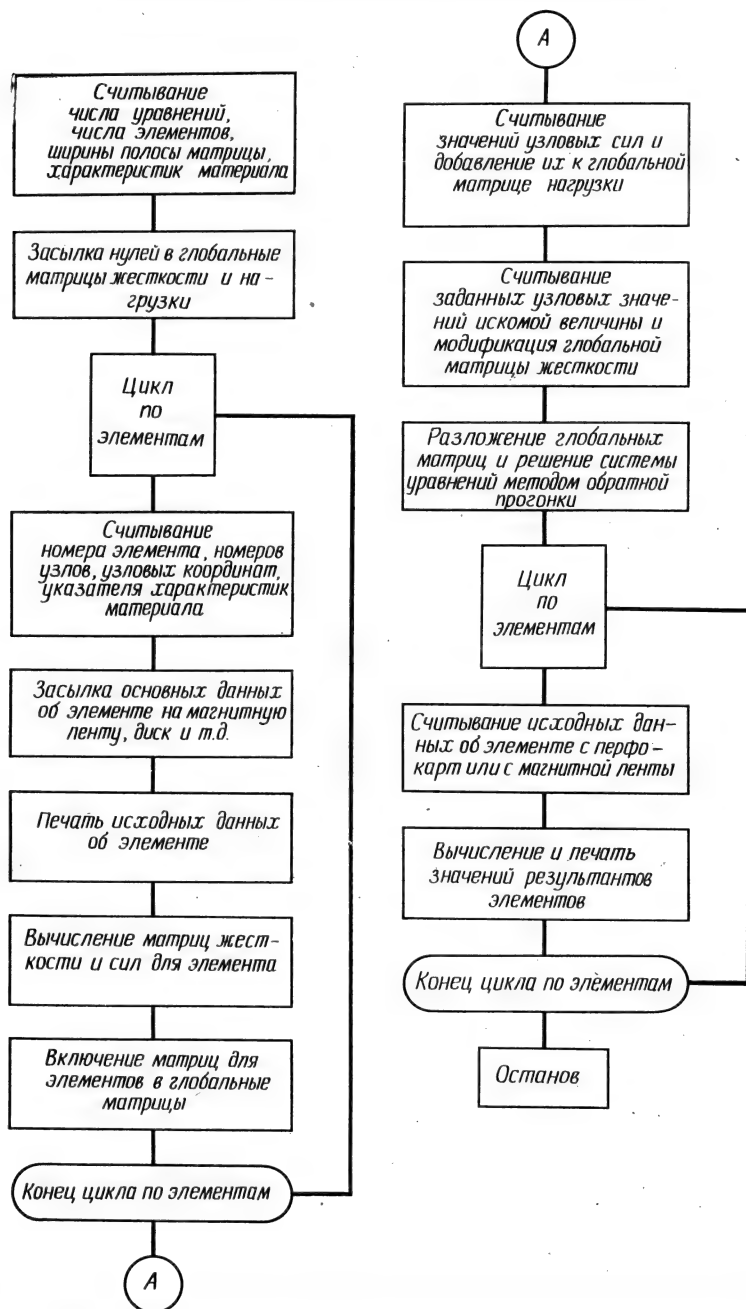 Считывание
числа уравнений,
числа элементов,
ширины полосы матрицы,
характеристик материала
Засылка нулей в глобальные
матрицы жесткости и на-
грузки
Цикл
по
элементам
Считывание
номера элемента, номеров
узлов, узловых координат,
указателя характеристик
материала
Засылка основных данных
об элементе на магнитную
ленту, диск и т.д.
Печать исходных данных
об элементе
Вычисление матриц жест-
кости и сил для элемента
Включение матриц для
элементов в глобальные
матрицы
Конец цикла по элементам
А
А
Считывание
значений узловых сил и
добавление их к глобальной
матрице нагрузки
Считывание
заданных узловых значе-
ний искомой величины и
модификация глобальной
матрицы жесткости
Разложение глобальных
матриц и решение системы
уравнений методом обратной
прогонки
Цикл
по
элементам
Считывание исходных дан-
ных об элементе с перфо-
карт или с магнитной ленты
Вычисление и печать
значений результантов
элементов
Конец цикла по элементам
Останов